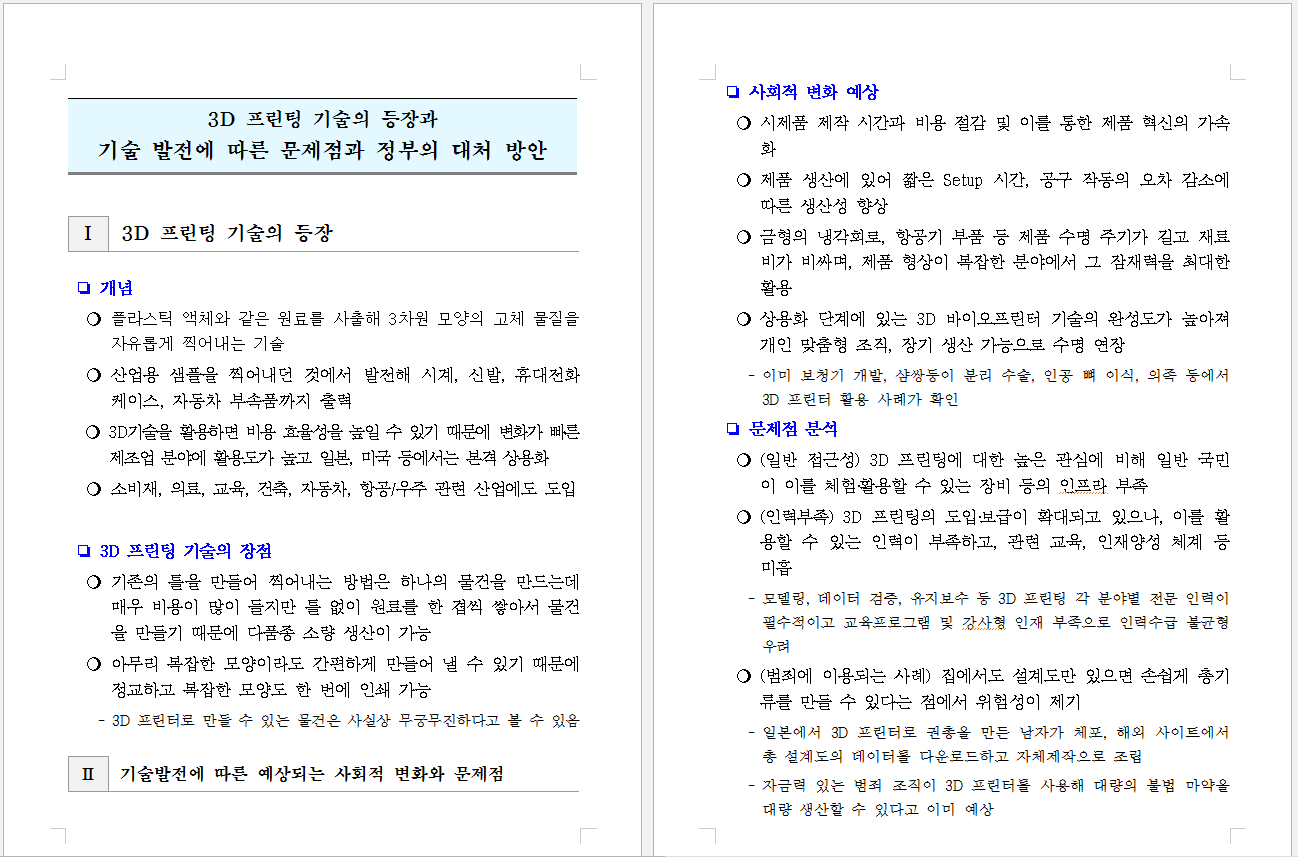 3D 프린팅 기술의 등장과
기술 발전에 따른 문제점과 정부의 대처 방안
Ⅰ 3D 프린팅 기술의 등장
❏ 개념
❍ 플라스틱 액체와 같은 원료를 사출해 3차원 모양의 고체 물질을
자유롭게 찍어내는 기술
❍ 산업용 샘플을 찍어내던 것에서 발전해 시계, 신발, 휴대전화
케이스, 자동차 부속품까지 출력
❍ 3D기술을 활용하면 비용 효율성을 높일 수 있기 때문에 변화가 빠른
제조업 분야에 활용도가 높고 일본, 미국 등에서는 본격 상용화
❍ 소비재, 의료, 교육, 건축, 자동차, 항공/우주 관련 산업에도 도입
❏ 3D 프린팅 기술의 장점
❍ 기존의 틀을 만들어 찍어내는 방법은 하나의 물건을 만드는데
매우 비용이 많이 들지만 틀 없이 원료를 한 겹씩 쌓아서 물건
을 만들기 때문에 다품종 소량 생산이 가능
❍ 아무리 복잡한 모양이라도 간편하게 만들어 낼 수 있기 때문에
정교하고 복잡한 모양도 한 번에 인쇄 가능
- 3D 프린터로 만들 수 있는 물건은 사실상 무궁무진하다고 볼 수 있음
Ⅱ 기술발전에 따른 예상되는 사회적 변화와 문제점
❏ 사회적 변화 예상
❍ 시제품 제작 시간과 비용 절감 및 이를 통한 제품 혁신의 가속
화
❍ 제품 생산에 있어 짧은 Setup 시간, 공구 작동의 오차 감소에
따른 생산성 향상
❍ 금형의 냉각회로, 항공기 부품 등 제품 수명 주기가 길고 재료
비가 비싸며, 제품 형상이 복잡한 분야에서 그 잠재력을 최대한
활용
❍ 상용화 단계에 있는 3D 바이오프린터 기술의 완성도가 높아져
개인 맞춤형 조직, 장기 생산 가능으로 수명 연장
- 이미 보청기 개발, 샴쌍둥이 분리 수술, 인공 뼈 이식, 의족 등에서
3D 프린터 활용 사례가 확인
❏ 문제점 분석
❍ (일반 접근성) 3D 프린팅에 대한 높은 관심에 비해 일반 국민
이 이를 체험·활용할 수 있는 장비 등의 인프라 부족
❍ (인력부족) 3D 프린팅의 도입·보급이 확대되고 있으나, 이를 활
용할 수 있는 인력이 부족하고, 관련 교육, 인재양성 체계 등
미흡
- 모델링, 데이터 검증, 유지보수 등 3D 프린팅 각 분야별 전문 인력이
필수적이고 교육프로그램 및 강사형 인재 부족으로 인력수급 불균형
우려
❍ (범죄에 이용되는 사례) 집에서도 설계도만 있으면 손쉽게 총기
류를 만들 수 있다는 점에서 위험성이 제기
- 일본에서 3D 프린터로 권총을 만든 남자가 체포, 해외 사이트에서
총 설계도의 데이터를 다운로드하고 자체제작으로 조립
- 자금력 있는 범죄 조직이 3D 프린터를 사용해 대량의 불법 마약을
대량 생산할 수 있다고 이미 예상